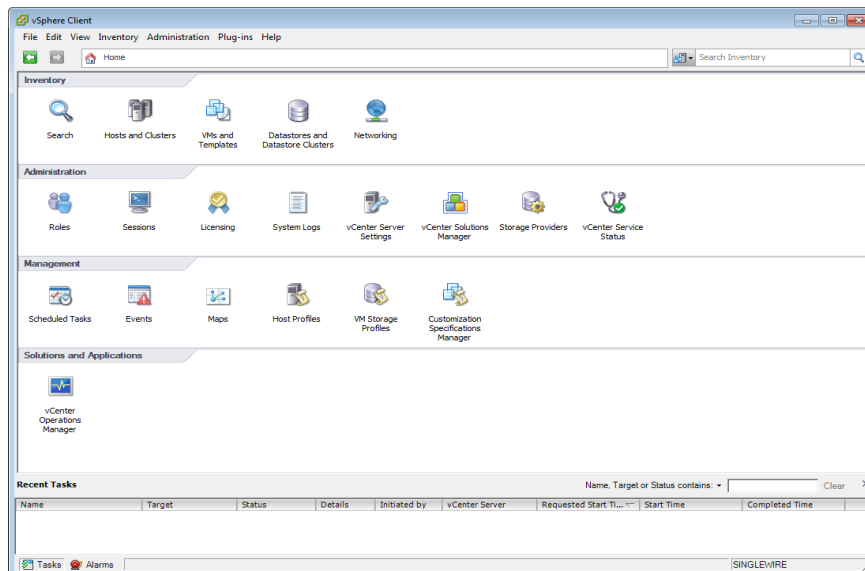 vSphere Client
File Edit View Inventory Administration Plug-ins Help
Home
Search Inventory
Inventory
Search
Hosts and Clusters
VMs and
Templates
Datastores and
Datastore Clusters
Networking
Administration
Roles
Sessions
Licensing
System Logs
vCenter Server
Settings
vCenter Solutions
Manager
Storage Providers
vCenter Service
Status
Management
Scheduled Tasks
Events
Maps
Host Profiles
VM Storage
Profiles
Customization
Specifications
Manager
Solutions and Applications
vCenter
Operations
Manager
Recent Tasks
Name, Target or Status contains:
Clear
Name Target Status Details Initiated by vCenter Server Requested Start Ti... Start Time Completed Time
Tasks Alarms
SINGLEWIRE